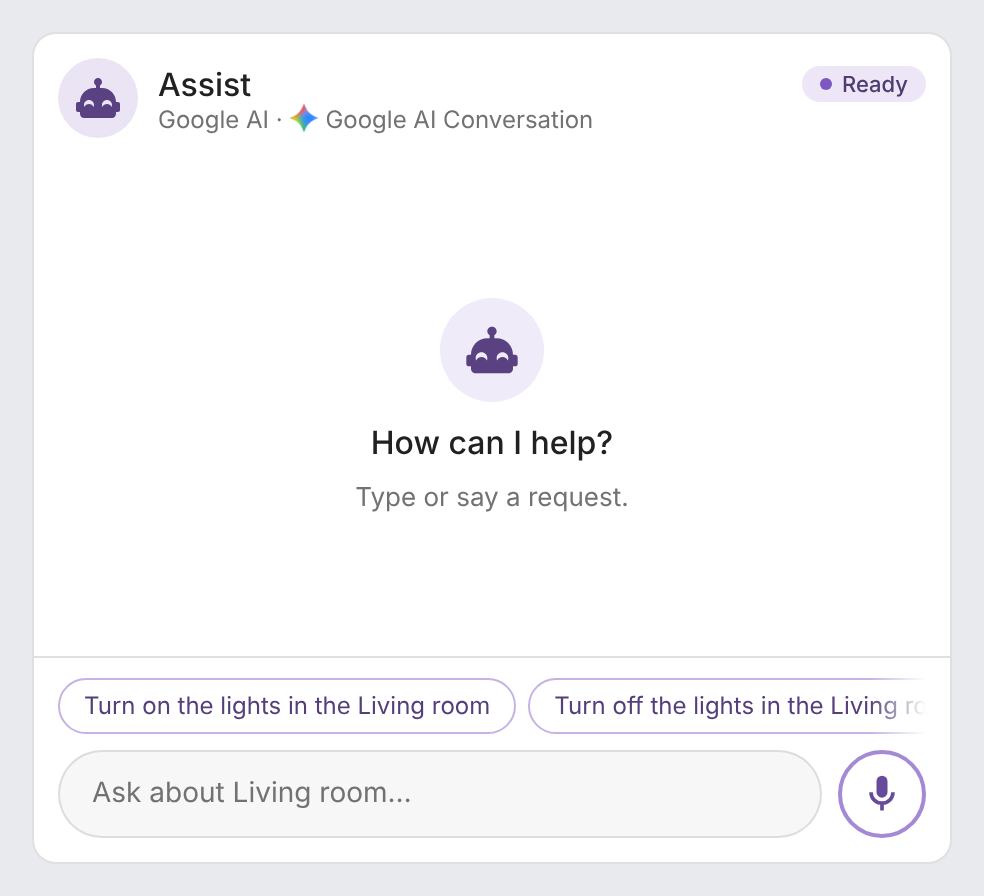 Assist
Ready
Google AI · Google AI Conversation
How can I help?
Type or say a request.
Turn on the lights in the Living room
Turn off the lights in the Living
Ask about Living room...